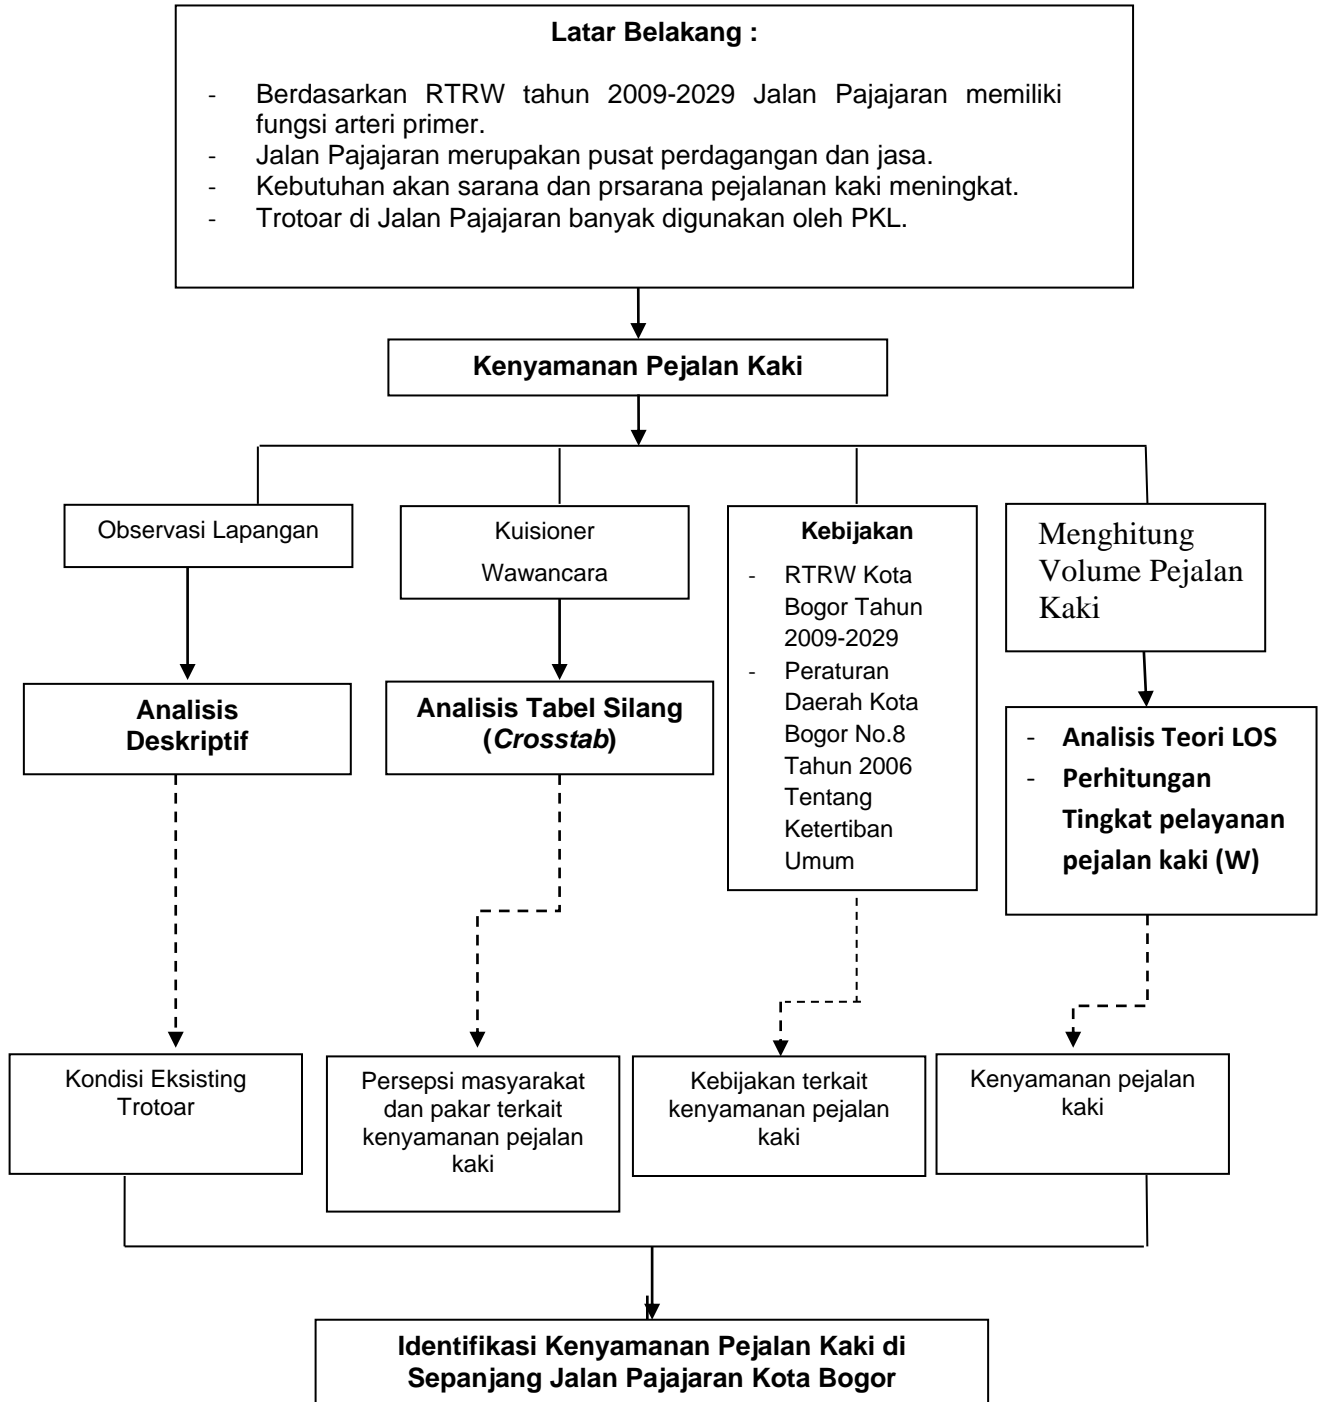 Latar Belakang :
- Berdasarkan RTRW tahun 2009-2029 Jalan Pajajaran memiliki
fungsi arteri primer.
- Jalan Pajajaran merupakan pusat perdagangan dan jasa.
- Kebutuhan akan sarana dan prsarana pejalanan kaki meningkat.
- Trotoar di Jalan Pajajaran banyak digunakan oleh PKL.
Kenyamanan Pejalan Kaki
Observasi Lapangan
Kuisioner
Wawancara
Kebijakan
- RTRW Kota
Bogor Tahun
2009-2029
- Peraturan
Daerah Kota
Bogor No.8
Tahun 2006
Tentang
Ketertiban
Umum
Menghitung
Volume Pejalan
Kaki
Analisis
Deskriptif
Analisis Tabel Silang
(Crosstab)
- Analisis Teori LOS
- Perhitungan
Tingkat pelayanan
pejalan kaki (W)
Kondisi Eksisting
Trotoar
Persepsi masyarakat
dan pakar terkait
kenyamanan pejalan
kaki
Kebijakan terkait
kenyamanan pejalan
kaki
Kenyamanan pejalan
kaki
Identifikasi Kenyamanan Pejalan Kaki di
Sepanjang Jalan Pajajaran Kota Bogor